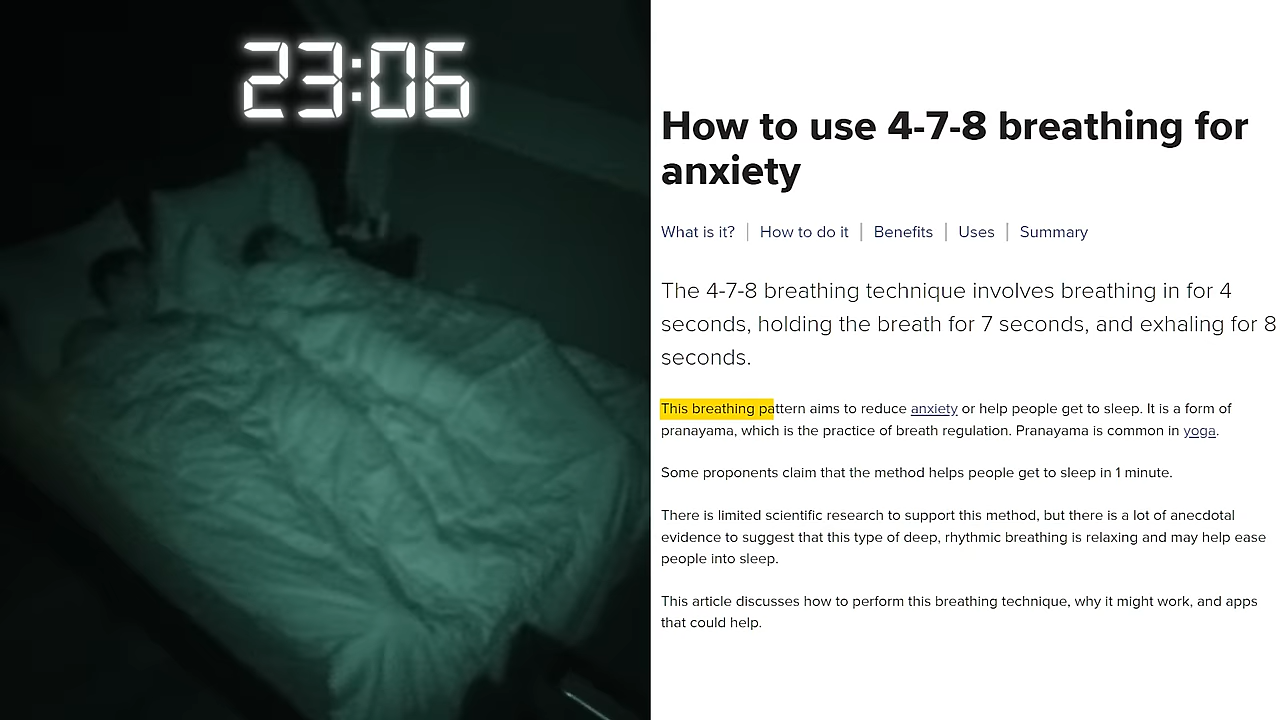 23:06
How to use 4-7-8 breathing for
anxiety
What is it? | How to do it | Benefits | Uses | Summary
The 4-7-8 breathing technique involves breathing in for 4
seconds, holding the breath for 7 seconds, and exhaling for 8
seconds.
This breathing pattern aims to reduce anxiety or help people get to sleep. It is a form of
pranayama, which is the practice of breath regulation. Pranayama is common in yoga.
Some proponents claim that the method helps people get to sleep in 1 minute.
There is limited scientific research to support this method, but there is a lot of anecdotal
evidence to suggest that this type of deep, rhythmic breathing is relaxing and may help ease
people into sleep.
This article discusses how to perform this breathing technique, why it might work, and apps
that could help.